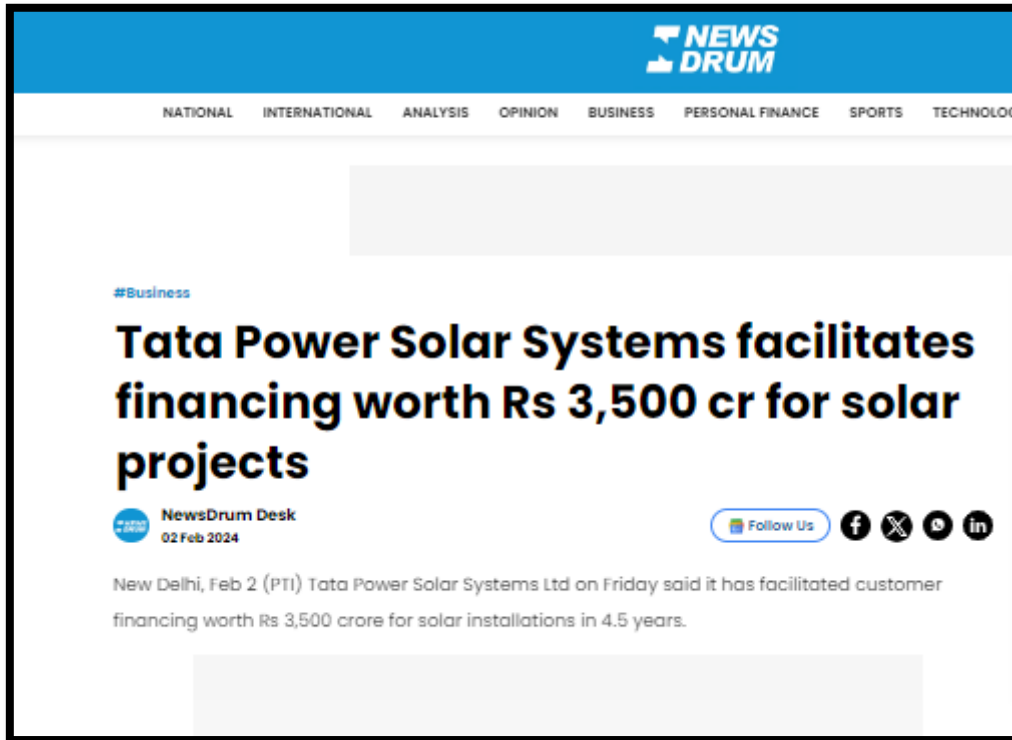 NEWS
DRUM
NATIONAL INTERNATIONAL ANALYSIS OPINION BUSINESS PERSONAL FINANCE SPORTS TECHNOLOG
#Business
Tata Power Solar Systems facilitates
financing worth Rs 3,500 cr for solar
projects
NewsDrum Desk
02 Feb 2024
Follow Us
New Delhi, Feb 2 (PTI) Tata Power Solar Systems Ltd on Friday said it has facilitated customer
financing worth Rs 3,500 crore for solar installations in 4.5 years.